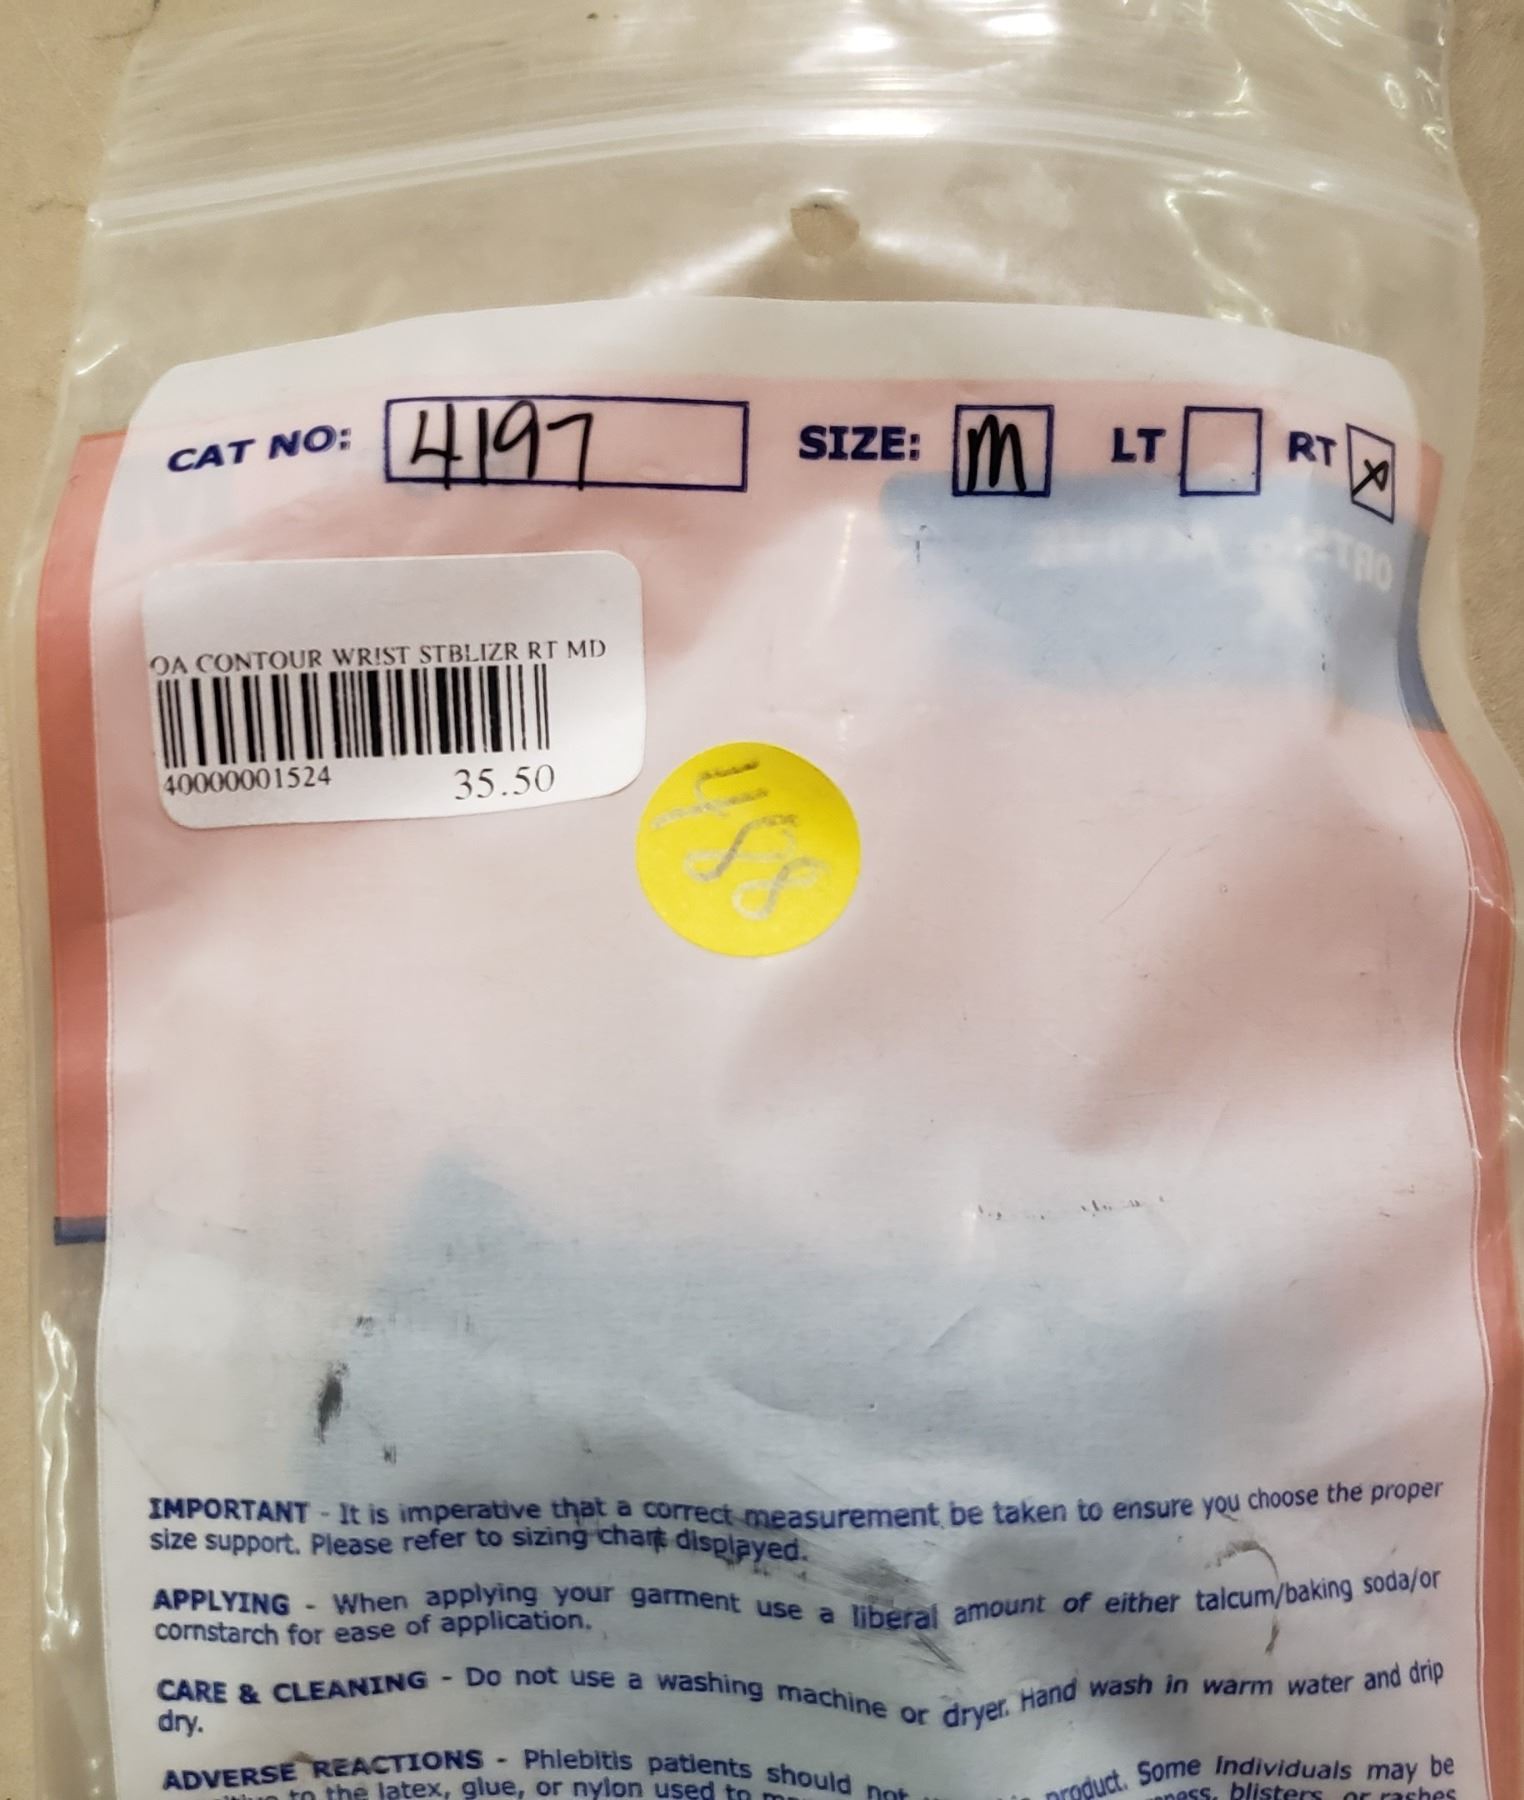 CAT NO: 4197 SIZE: M LT RT X
OA CONTOUR WRIST STBLIZR RT MD
40000001524 35.50
488
IMPORTANT - It is imperative that a correct measurement be taken to ensure you choose the proper
size support. Please refer to sizing chart displayed.
APPLYING - When applying your garment use a liberal amount of either talcum/baking soda/or
cornstarch for ease of application.
CARE & CLEANING - Do not use a washing machine or dryer. Hand wash in warm water and drip
dry.
ADVERSE REACTIONS - Phlebitis patients should not product. Some Individuals may be
to the latex, glue, or nylon used to blisters, or rashes